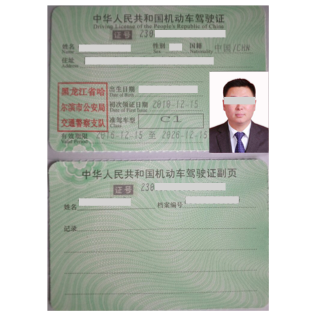 中华人民共和国机动车驾驶证
Driving License of the People's Republic of China
证号 230
姓名 性别 国籍 中国/CHN
Name Sex Nationality
住址
Address
黑龙江省哈
尔滨市公安局
交通警察支队
出生日期
Date of Birth
初次领证日期 2010-12-15
Date of First Issue
准驾车型 C1
Class
有效期限 2016-12-15 至 2026-12-15
Valid Period
中华人民共和国机动车驾驶证副页
证号 230
姓名 档案编号
记录